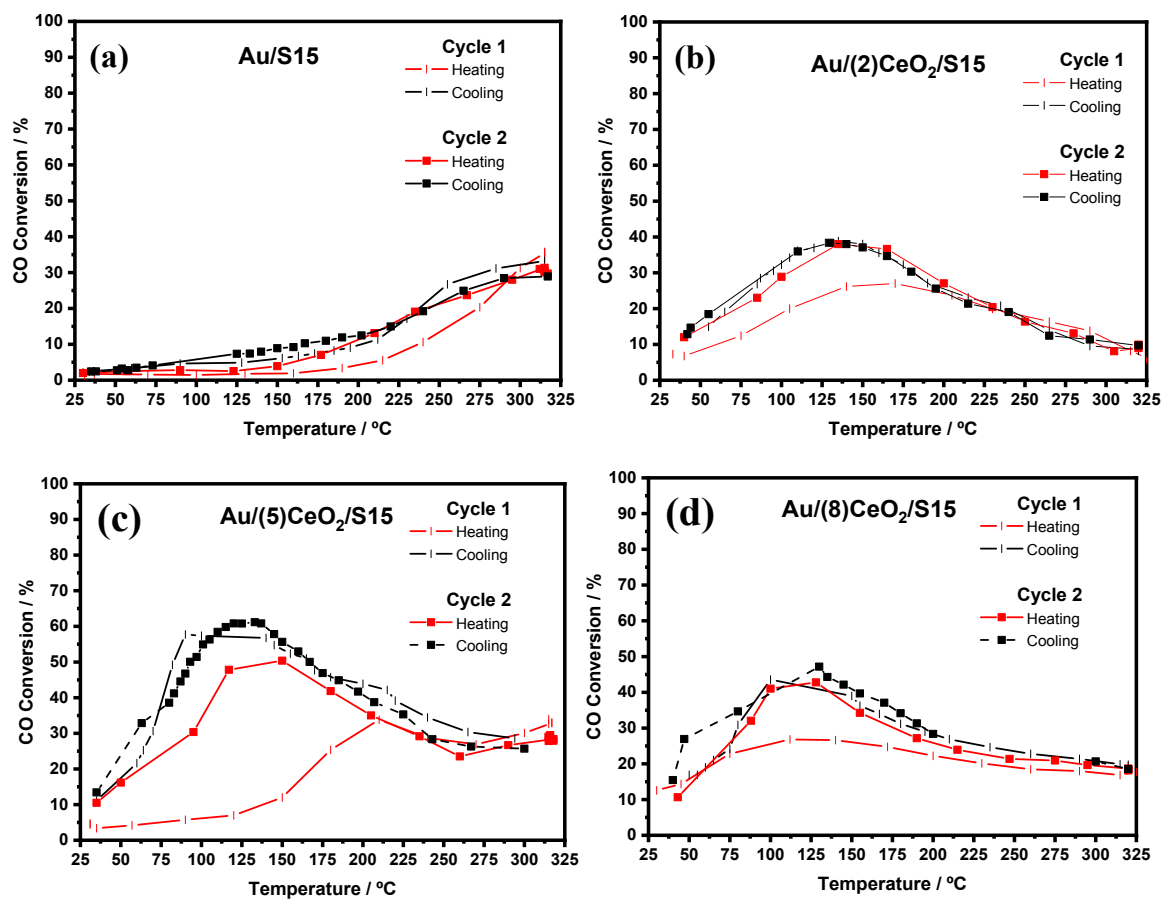 (a)
Au/S15
Cycle 1
Heating
Cooling
Cycle 2
Heating
Cooling
CO Conversion / %
100
90
80
70
60
50
40
30
20
10
0
25 50 75 100 125 150 175 200 225 250 275 300 325
Temperature / ºC
(b)
Au/(2)CeO₂/S15
Cycle 1
Heating
Cooling
Cycle 2
Heating
Cooling
CO Conversion / %
100
90
80
70
60
50
40
30
20
10
0
25 50 75 100 125 150 175 200 225 250 275 300 325
Temperature / ºC
(c)
Au/(5)CeO₂/S15
Cycle 1
Heating
Cooling
Cycle 2
Heating
Cooling
CO Conversion / %
100
90
80
70
60
50
40
30
20
10
0
25 50 75 100 125 150 175 200 225 250 275 300 325
Temperature / ºC
(d)
Au/(8)CeO₂/S15
Cycle 1
Heating
Cooling
Cycle 2
Heating
Cooling
CO Conversion / %
100
90
80
70
60
50
40
30
20
10
0
25 50 75 100 125 150 175 200 225 250 275 300 325
Temperature / ºC